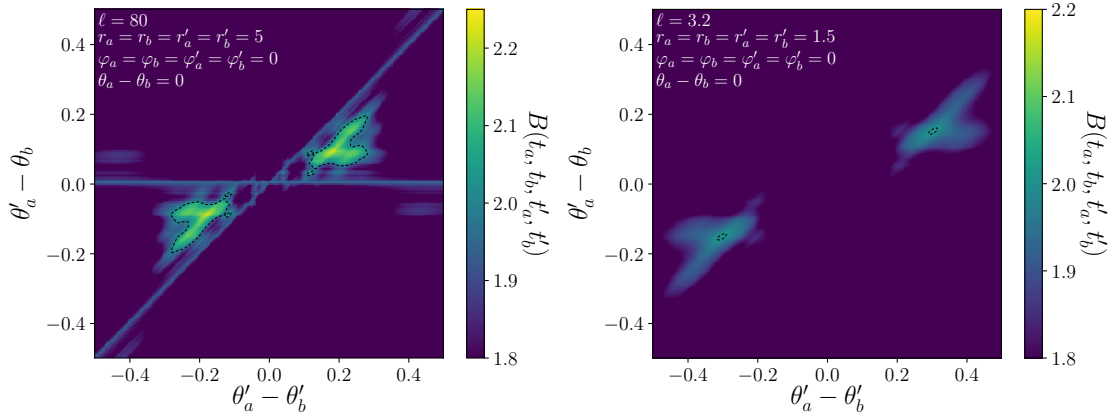 ℓ = 80
r_a = r_b = r'_a = r'_b = 5
φ_a = φ_b = φ'_a = φ'_b = 0
θ_a − θ_b = 0
0.4
0.2
0.0
−0.2
−0.4
θ'_a − θ_b
−0.4 −0.2 0.0 0.2 0.4
θ'_a − θ'_b
2.2
2.1
2.0
1.9
1.8
B(t_a, t_b, t'_a, t'_b)
ℓ = 3.2
r_a = r_b = r'_a = r'_b = 1.5
φ_a = φ_b = φ'_a = φ'_b = 0
θ_a − θ_b = 0
0.4
0.2
0.0
−0.2
−0.4
θ'_a − θ_b
−0.4 −0.2 0.0 0.2 0.4
θ'_a − θ'_b
2.2
2.1
2.0
1.9
1.8
B(t_a, t_b, t'_a, t'_b)